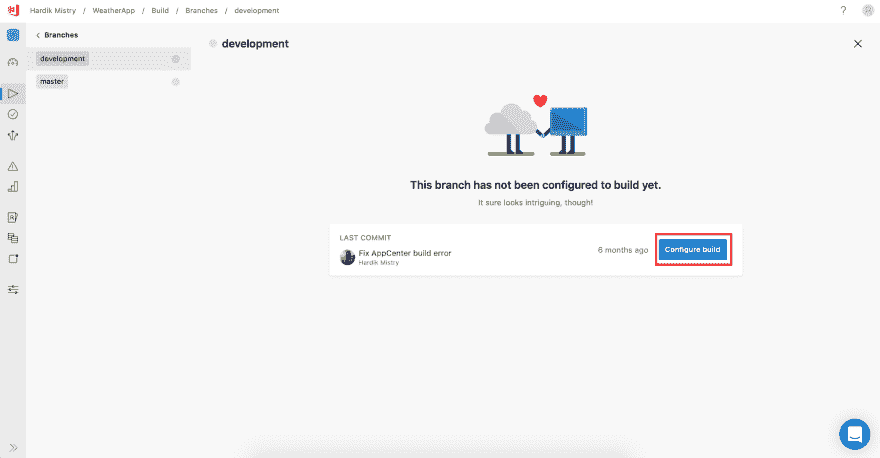 Hardik Mistry / WeatherApp / Build / Branches / development
?
Branches
development
master
development
This branch has not been configured to build yet.
It sure looks intriguing, though!
LAST COMMIT
Fix AppCenter build error
Hardik Mistry
6 months ago
Configure build